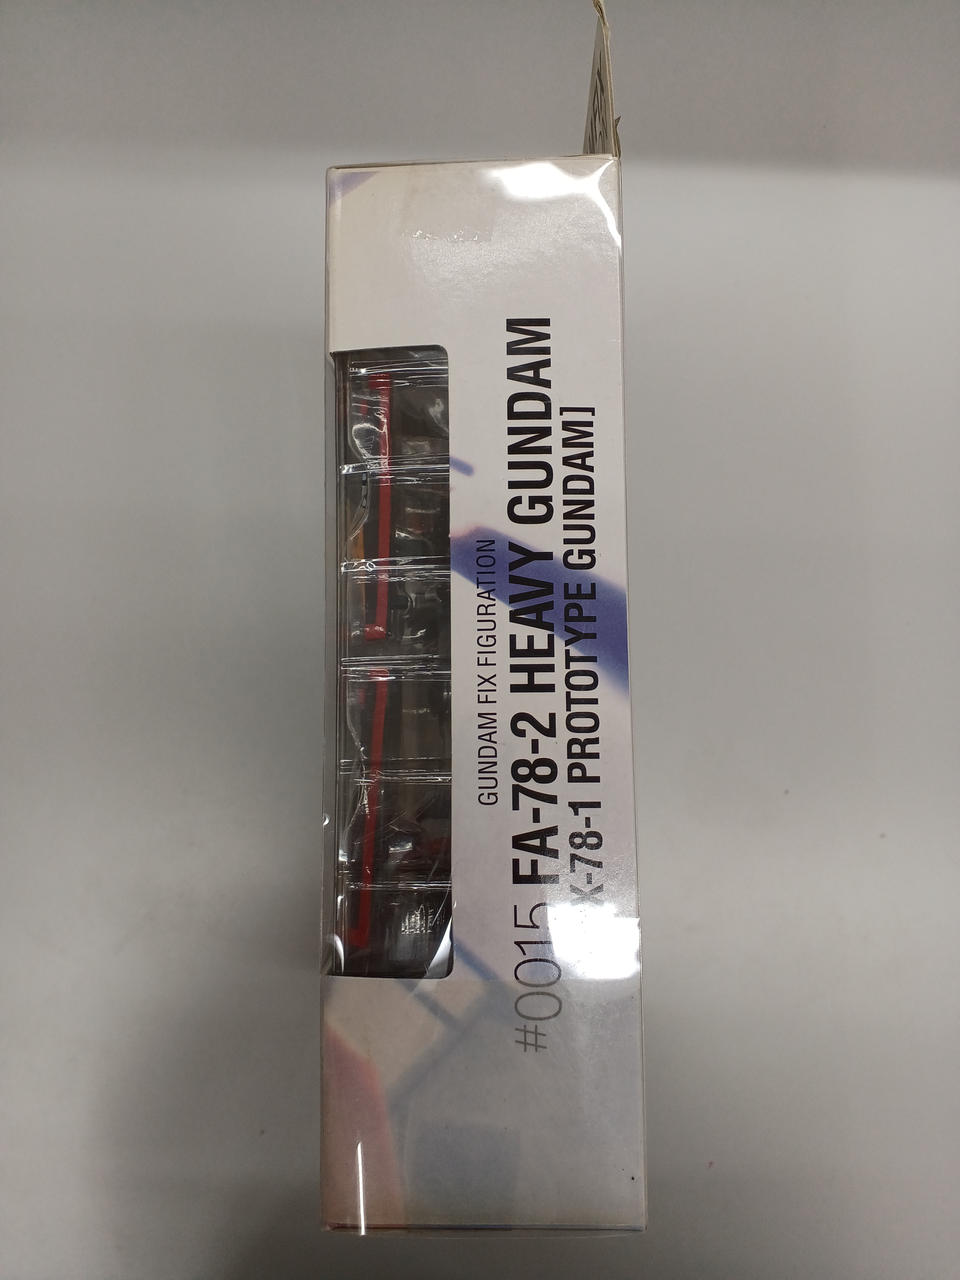 GUNDAM FIX FIGURATION
#0015 FA-78-2 HEAVY GUNDAM
X-78-1 PROTOTYPE GUNDAM]